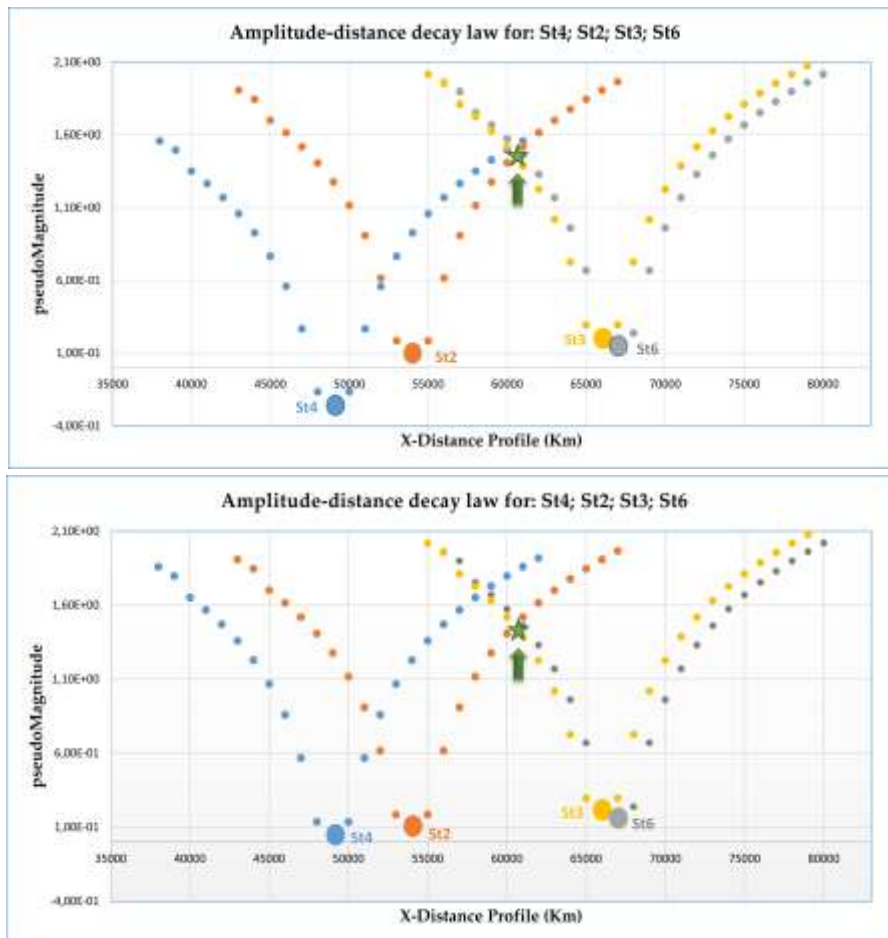 Amplitude-distance decay law for: St4; St2; St3; St6
2,10E+00
1,60E+00
1,10E+00
6,00E-01
1,00E-01
-4,00E-01
pseudoMagnitude
St4
St2
St3
St6
35000 40000 45000 50000 55000 60000 65000 70000 75000 80000
X-Distance Profile (Km)
Amplitude-distance decay law for: St4; St2; St3; St6
2,10E+00
1,60E+00
1,10E+00
6,00E-01
1,00E-01
-4,00E-01
pseudoMagnitude
St4
St2
St3
St6
35000 40000 45000 50000 55000 60000 65000 70000 75000 80000
X-Distance Profile (Km)